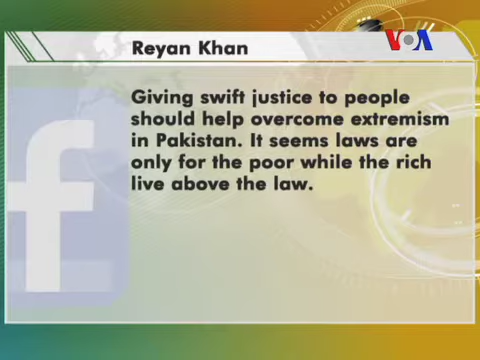 VOA
Reyan Khan
Giving swift justice to people
should help overcome extremism
in Pakistan. It seems laws are
only for the poor while the rich
live above the law.
f